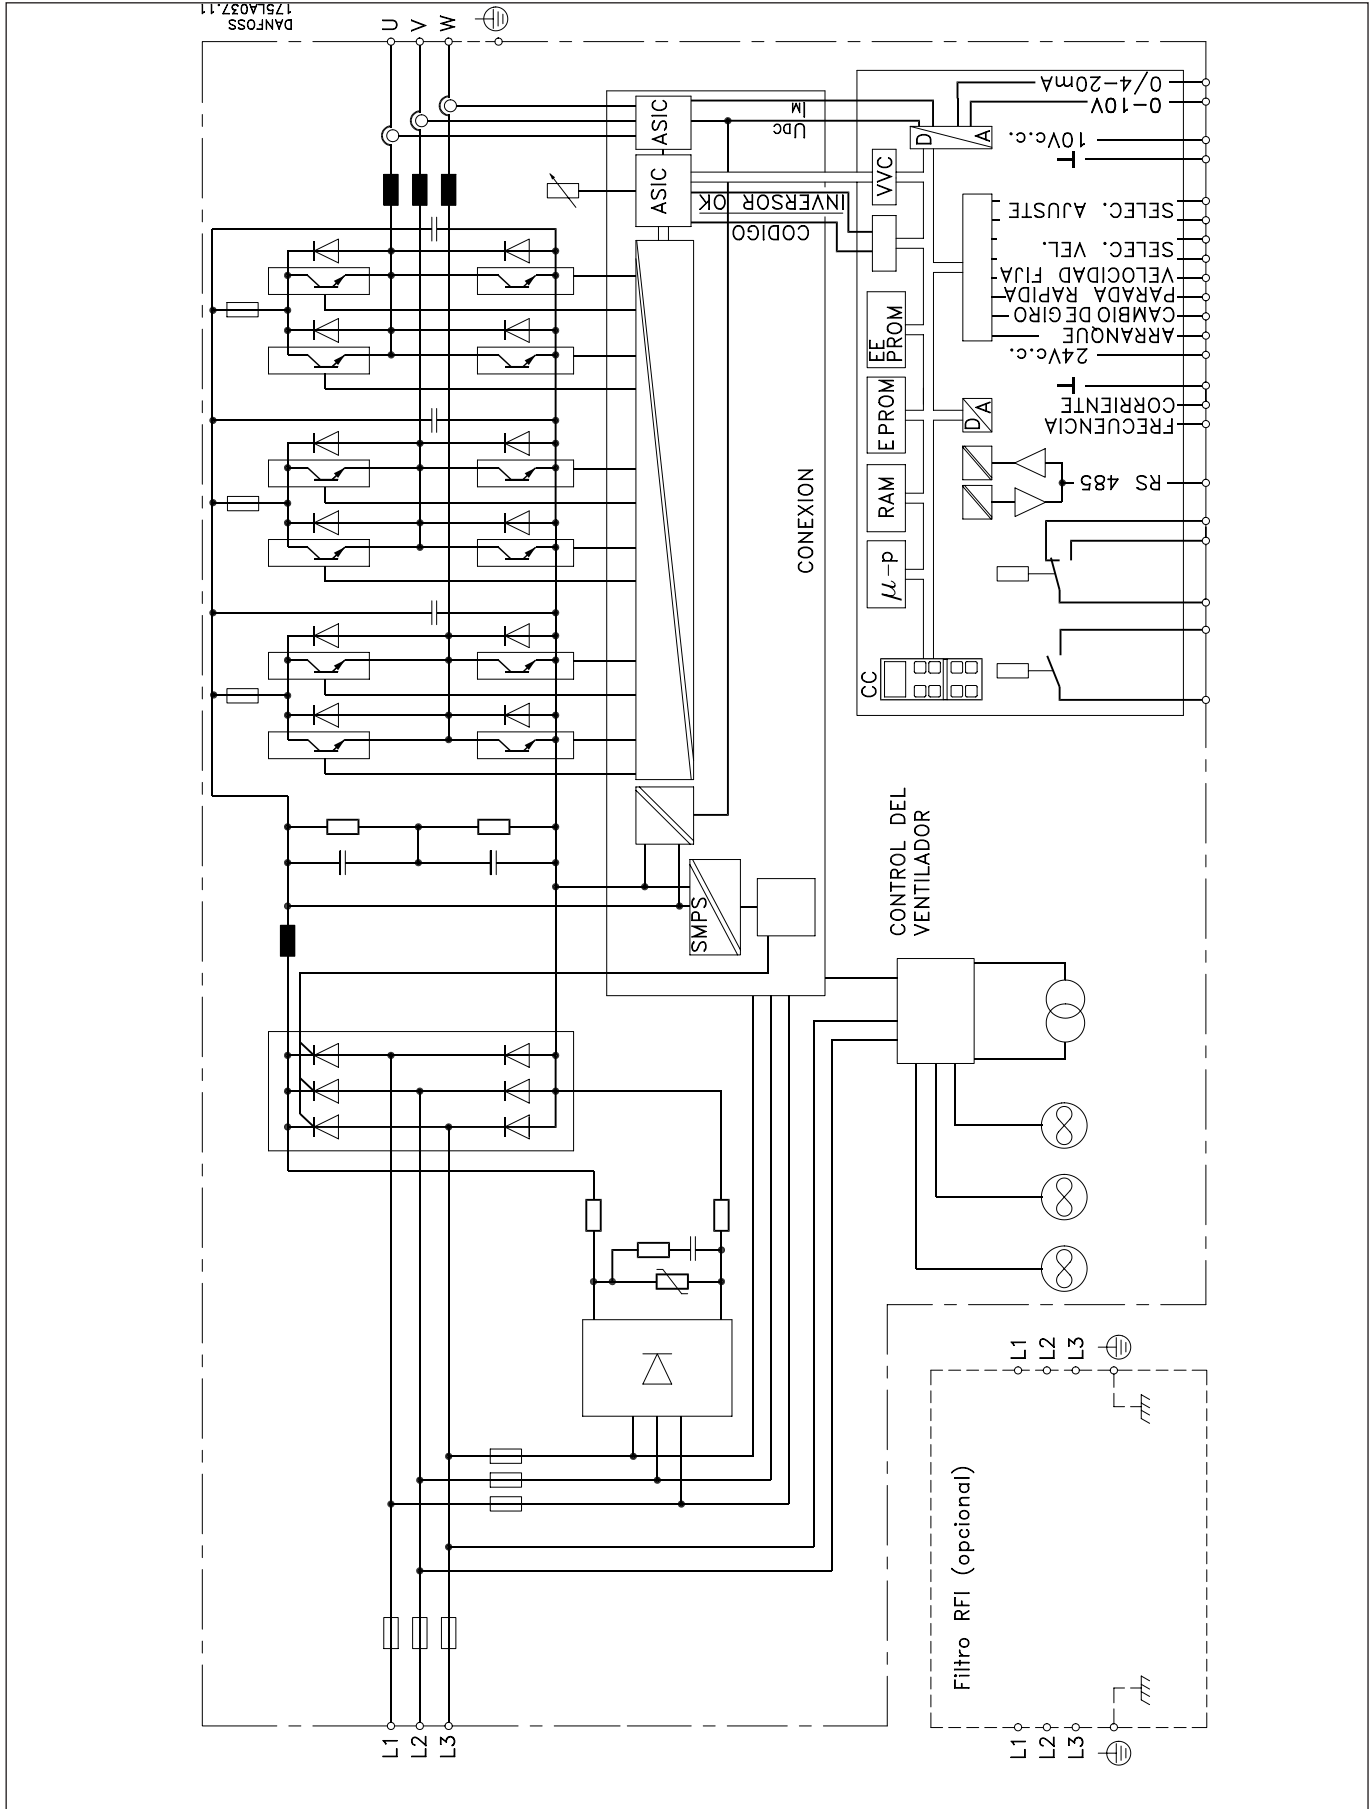 DANFOSS
175LA037.11
U
V
W
0/4-20mA
0-10V
10Vc.c.
SELEC. AJUSTE
SELEC. VEL.
VELOCIDAD FIJA
PARADA RAPIDA
CAMBIO DE GIRO
ARRANQUE
24Vc.c.
CORRIENTE
FRECUENCIA
RS 485
ASIC
ASIC
IM
UDC
INVERSOR OK
CODIGO
D
A
VVC
EE
PROM
EPROM
D
A
RAM
μ-p
CC
CONEXION
SMPS
CONTROL DEL
VENTILADOR
L1
L2
L3
Filtro RFI (opcional)
L1
L2
L3
L1
L2
L3